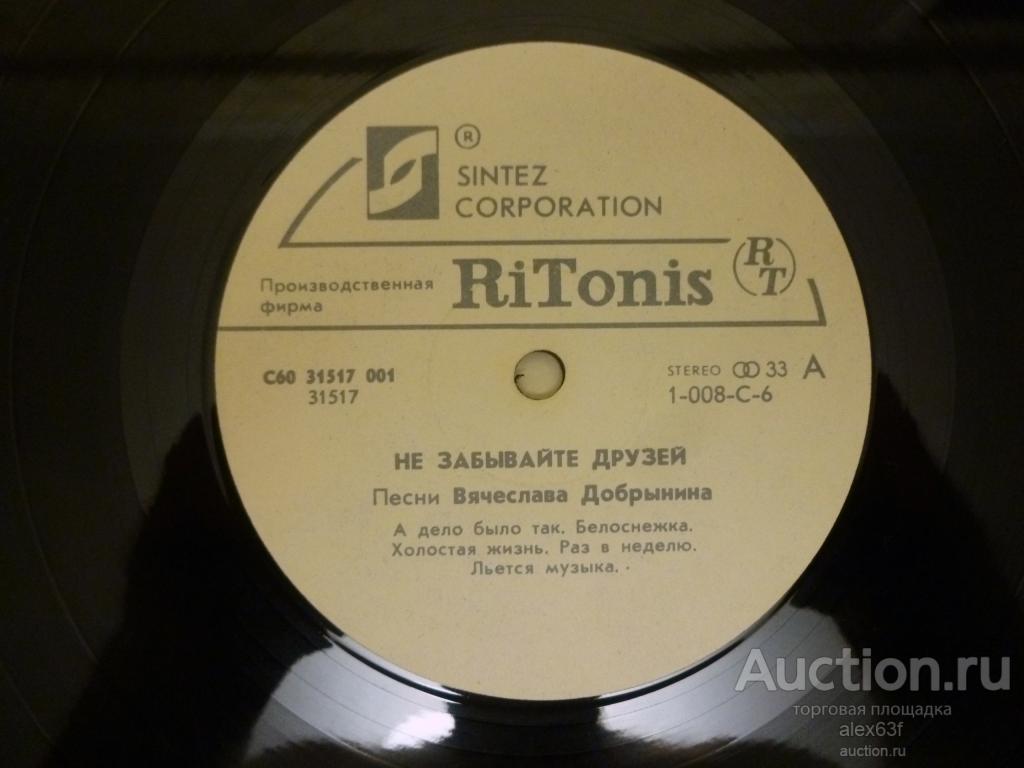 ®
SINTEZ
CORPORATION
Производственная
фирма
RiTonis
RT
С60 31517 001
31517
STEREO 33 A
1-008-С-6
НЕ ЗАБЫВАЙТЕ ДРУЗЕЙ
Песни Вячеслава Добрынина
А дело было так. Белоснежка.
Холостая жизнь. Раз в неделю.
Льется музыка.
Auction.ru
торговая площадка
alex63f
auction.ru